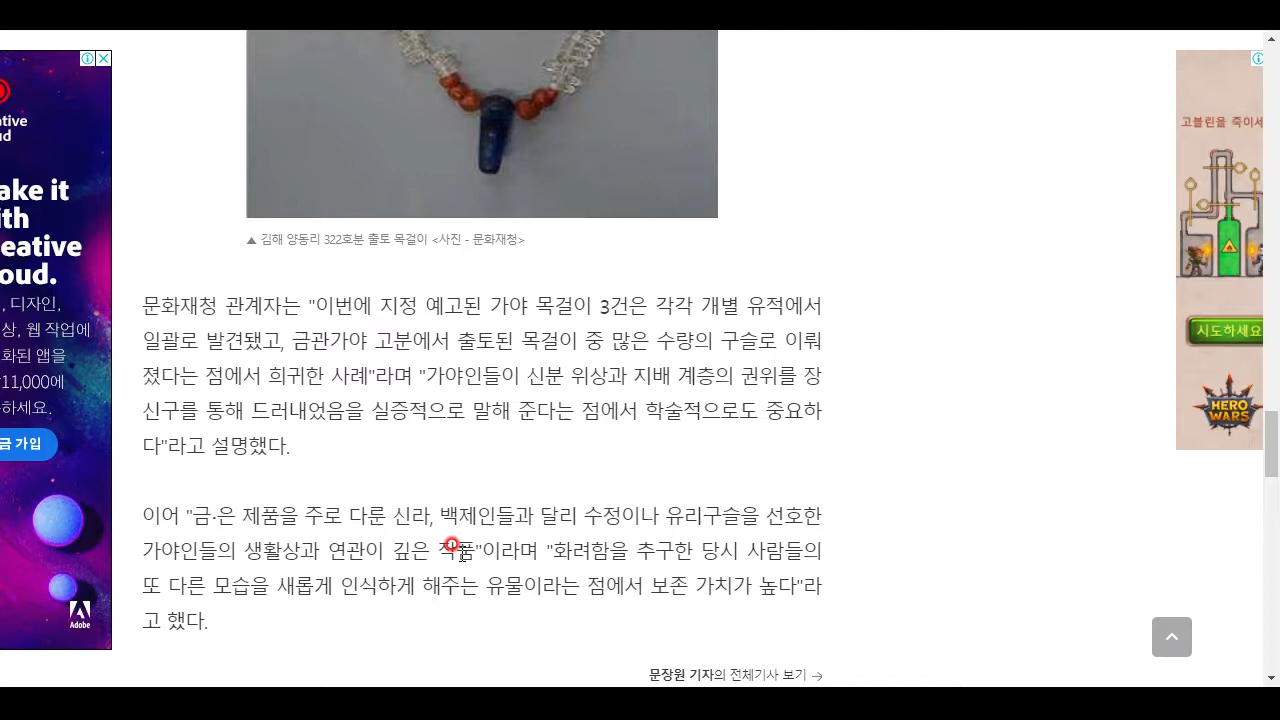 ative
ud
ake it
ith
eative
oud.
, 디자인,
상, 웹 작업에
화된 앱을
11,000에
하세요.
금 가입
Adobe
▲ 김해 양동리 322호분 출토 목걸이 <사진 - 문화재청>
문화재청 관계자는 "이번에 지정 예고된 가야 목걸이 3건은 각각 개별 유적에서
일괄로 발견됐고, 금관가야 고분에서 출토된 목걸이 중 많은 수량의 구슬로 이뤄
졌다는 점에서 희귀한 사례"라며 "가야인들이 신분 위상과 지배 계층의 권위를 장
신구를 통해 드러내었음을 실증적으로 말해 준다는 점에서 학술적으로도 중요하
다"라고 설명했다.
이어 "금·은 제품을 주로 다룬 신라, 백제인들과 달리 수정이나 유리구슬을 선호한
가야인들의 생활상과 연관이 깊은 작품"이라며 "화려함을 추구한 당시 사람들의
또 다른 모습을 새롭게 인식하게 해주는 유물이라는 점에서 보존 가치가 높다"라
고 했다.
문장원 기자의 전체기사 보기 →
고블린을 죽이세
시도하세요
HERO
WARS